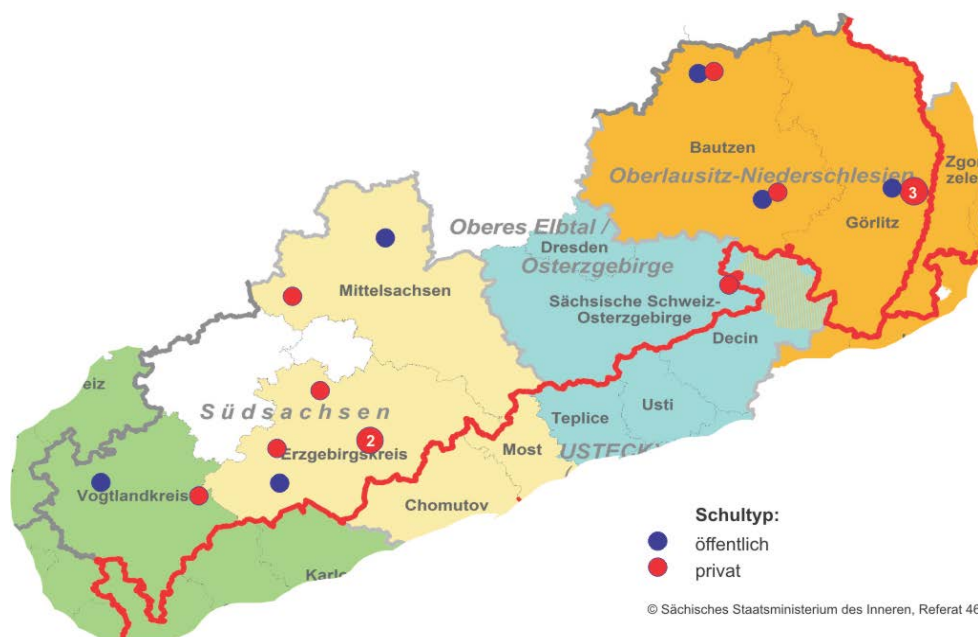 Bautzen
Oberlausitz-Niederschlesien
Görlitz
3
Oberes Elbtal /
Dresden
Osterzgebirge
Mittelsachsen
Sächsische Schweiz-
Osterzgebirge
Decin
Südsachsen
2
Erzgebirgskreis
Teplice
Usti
Most
USTECK
Vogtlandkreis
Chomutov
Schultyp:
öffentlich
privat
© Sächsisches Staatsministerium des Inneren, Referat 46